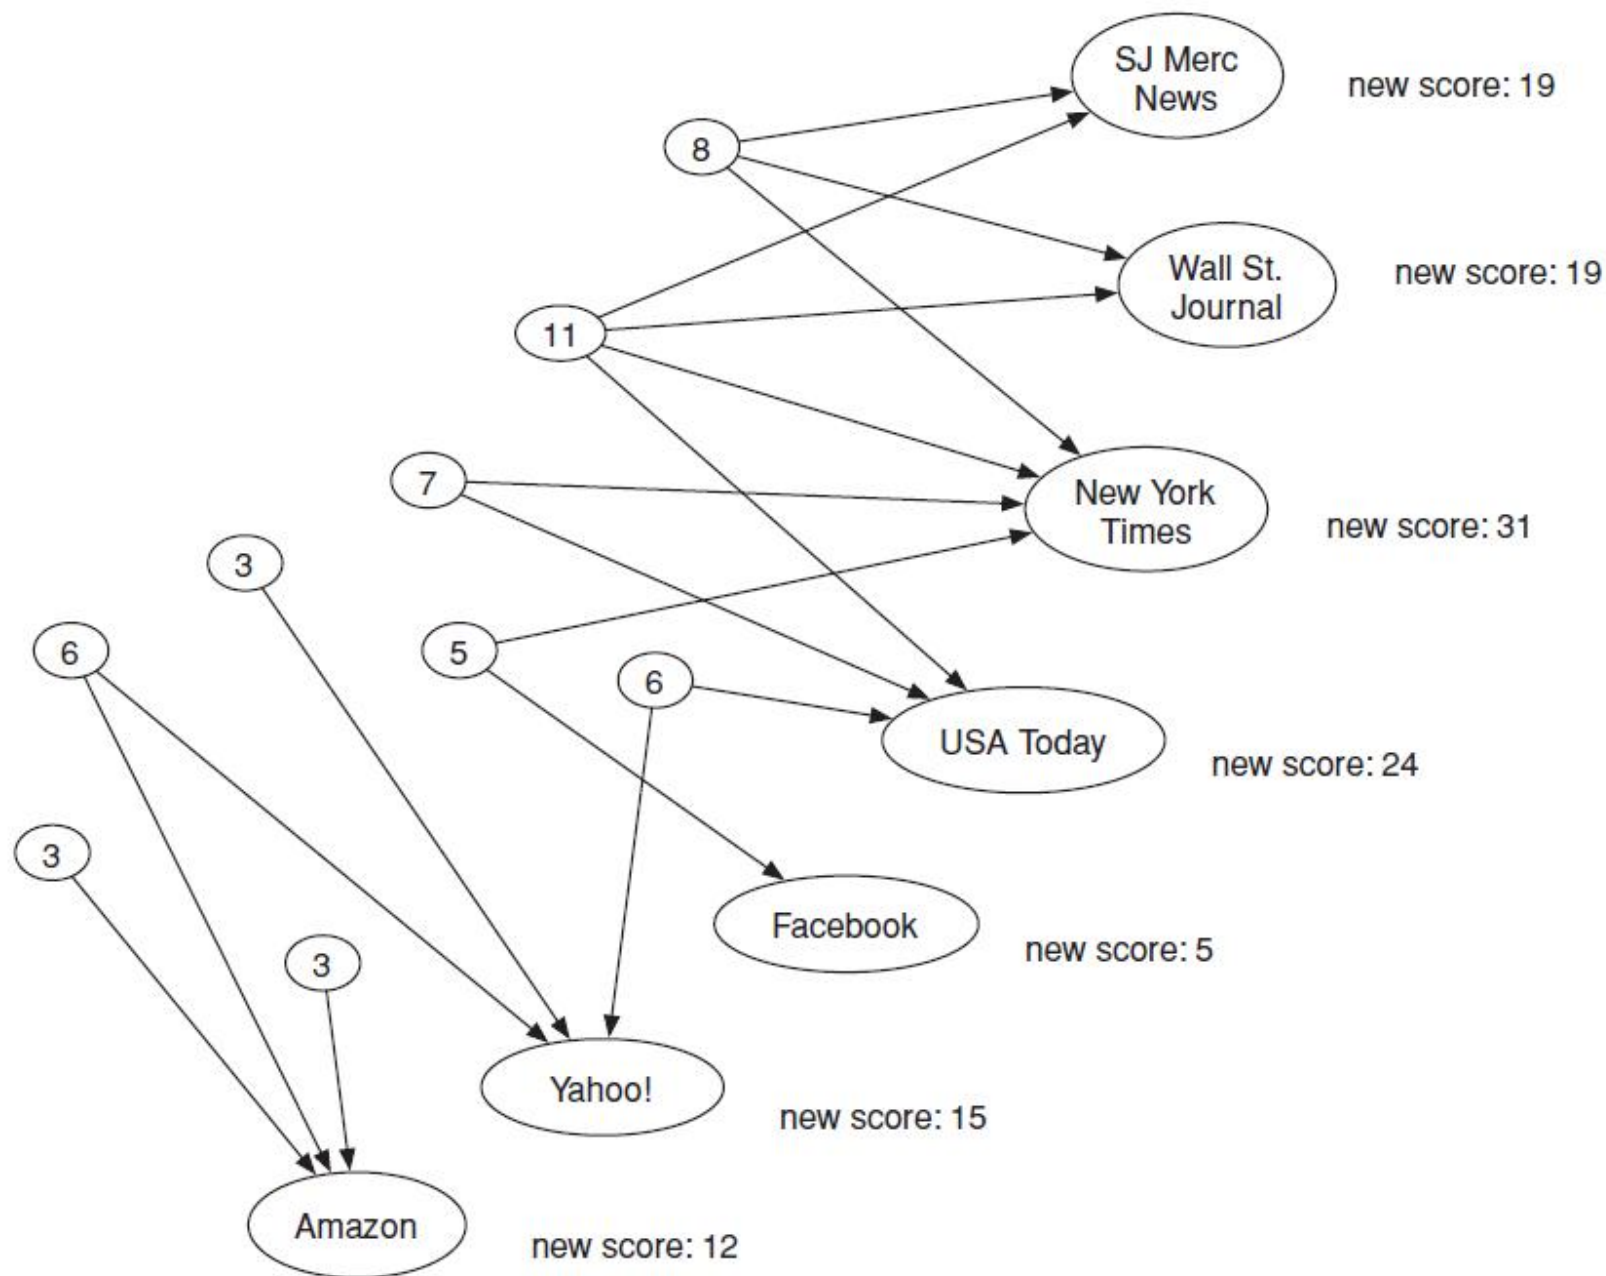 SJ Merc
News
new score: 19
8
Wall St.
Journal
new score: 19
11
7
New York
Times
new score: 31
3
6
5
6
USA Today
new score: 24
3
Facebook
new score: 5
3
Yahoo!
new score: 15
Amazon
new score: 12